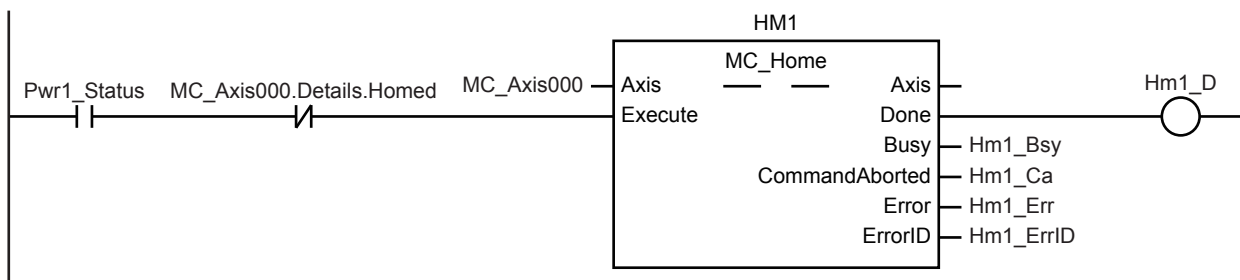 HM1
MC_Home
Pwr1_Status MC_Axis000.Details.Homed MC_Axis000 Axis Axis Hm1_D
Execute Done
Busy Hm1_Bsy
CommandAborted Hm1_Ca
Error Hm1_Err
ErrorID Hm1_ErrID